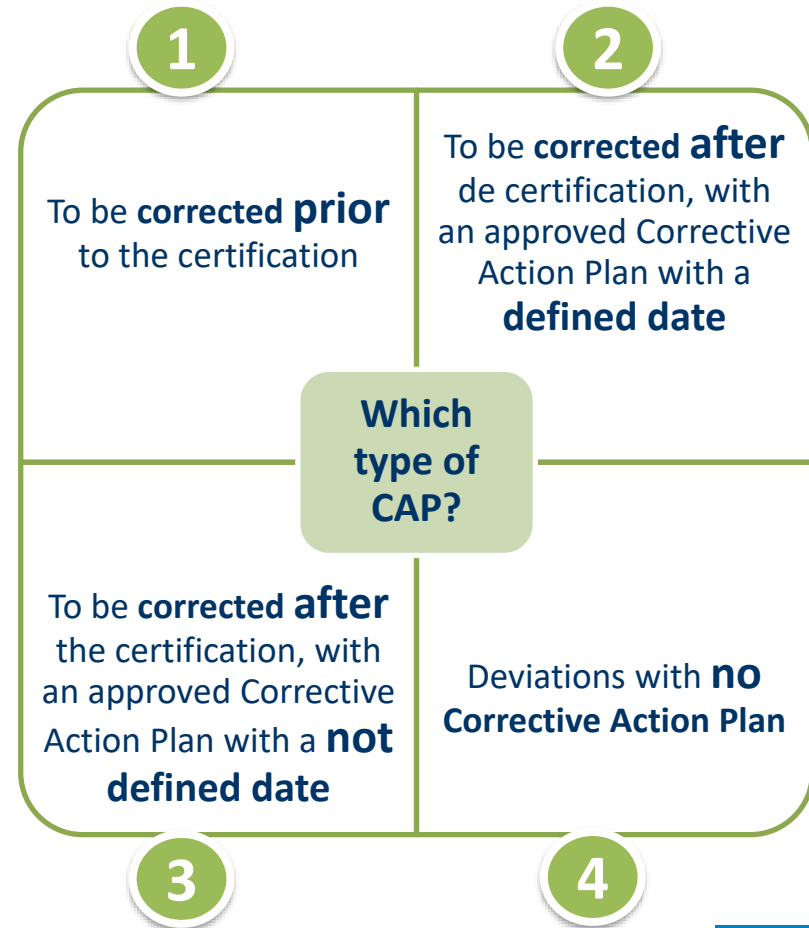 1
2
To be corrected prior
to the certification
To be corrected after
de certification, with
an approved Corrective
Action Plan with a
defined date
Which
type of
CAP?
To be corrected after
the certification, with
an approved Corrective
Action Plan with a not
defined date
Deviations with no
Corrective Action Plan
3
4